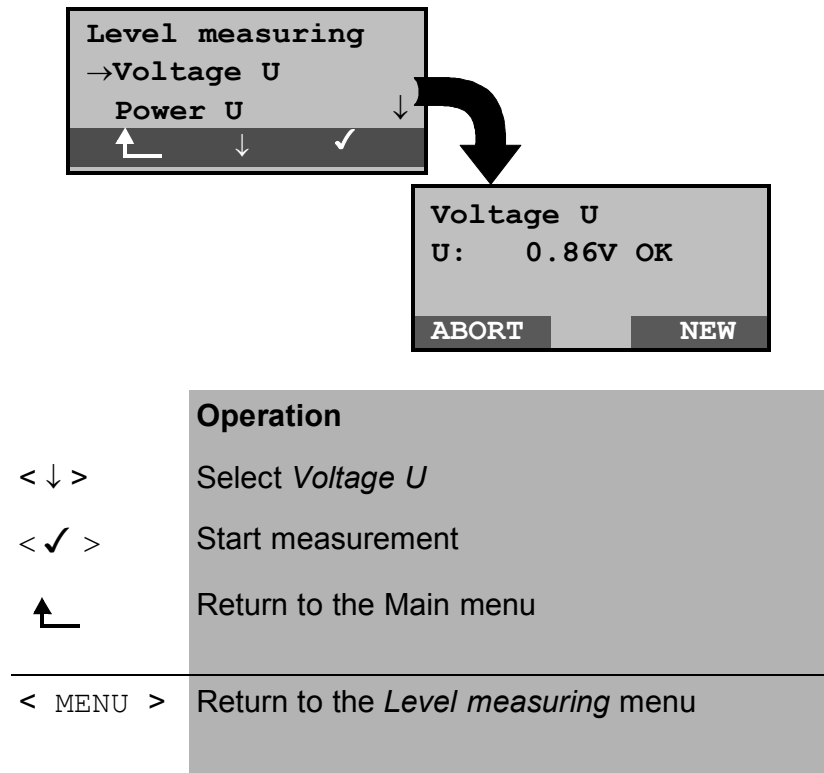 Level measuring
→Voltage U
Power U ↓
↓ ✓
Voltage U
U: 0.86V OK
ABORT NEW
Operation
< ↓ > Select Voltage U
< ✓ > Start measurement
Return to the Main menu
< MENU > Return to the Level measuring menu